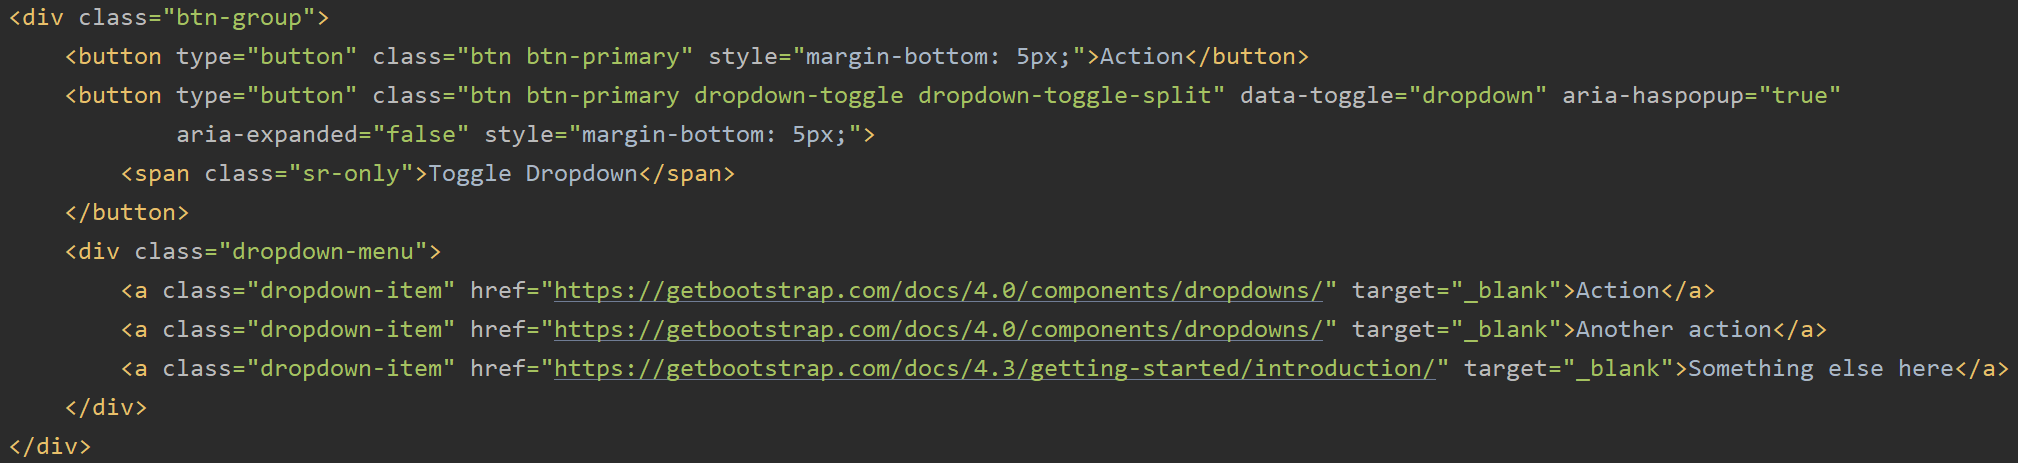 <div class="btn-group">
    <button type="button" class="btn btn-primary" style="margin-bottom: 5px;">Action</button>
    <button type="button" class="btn btn-primary dropdown-toggle dropdown-toggle-split" data-toggle="dropdown" aria-haspopup="true"
            aria-expanded="false" style="margin-bottom: 5px;">
        <span class="sr-only">Toggle Dropdown</span>
    </button>
    <div class="dropdown-menu">
        <a class="dropdown-item" href="https://getbootstrap.com/docs/4.0/components/dropdowns/" target="_blank">Action</a>
        <a class="dropdown-item" href="https://getbootstrap.com/docs/4.0/components/dropdowns/" target="_blank">Another action</a>
        <a class="dropdown-item" href="https://getbootstrap.com/docs/4.3/getting-started/introduction/" target="_blank">Something else here</a>
    </div>
</div>